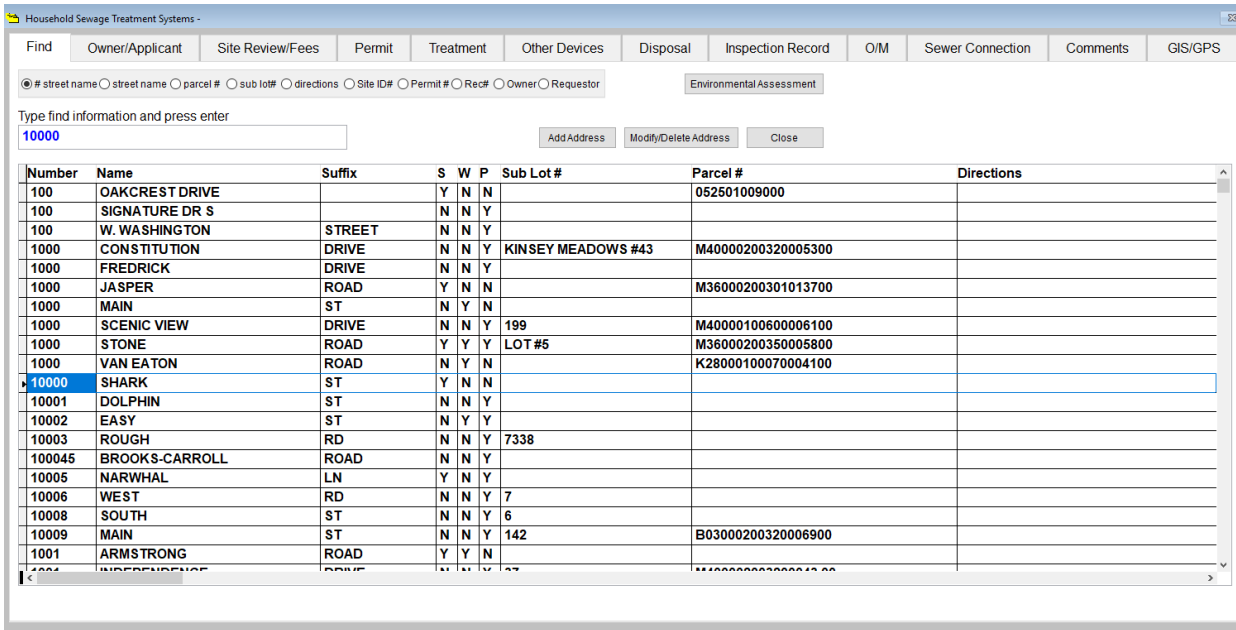 Household Sewage Treatment Systems -
Find Owner/Applicant Site Review/Fees Permit Treatment Other Devices Disposal Inspection Record O/M Sewer Connection Comments GIS/GPS
# street name street name parcel # sub lot# directions Site ID# Permit # Rec# Owner Requestor Environmental Assessment
Type find information and press enter
10000 Add Address Modify/Delete Address Close
Number Name Suffix S W P Sub Lot # Parcel # Directions
100 OAKCREST DRIVE Y N N 052501009000
100 SIGNATURE DR S N N Y
100 W. WASHINGTON STREET N N Y
1000 CONSTITUTION DRIVE N N Y KINSEY MEADOWS #43 M40000200320005300
1000 FREDRICK DRIVE N N Y
1000 JASPER ROAD Y N N M36000200301013700
1000 MAIN ST N Y N
1000 SCENIC VIEW DRIVE N N Y 199 M40000100600006100
1000 STONE ROAD Y Y Y LOT #5 M36000200350005800
1000 VAN EATON ROAD N Y N K28000100070004100
10000 SHARK ST Y N N
10001 DOLPHIN ST N N Y
10002 EASY ST N Y Y
10003 ROUGH RD N N Y 7338
100045 BROOKS-CARROLL ROAD N N Y
10005 NARWHAL LN Y N Y
10006 WEST RD N N Y 7
10008 SOUTH ST N N Y 6
10009 MAIN ST N N Y 142 B03000200320006900
1001 ARMSTRONG ROAD Y Y N
1001 INDEPENDENCE DRIVE N N Y 37